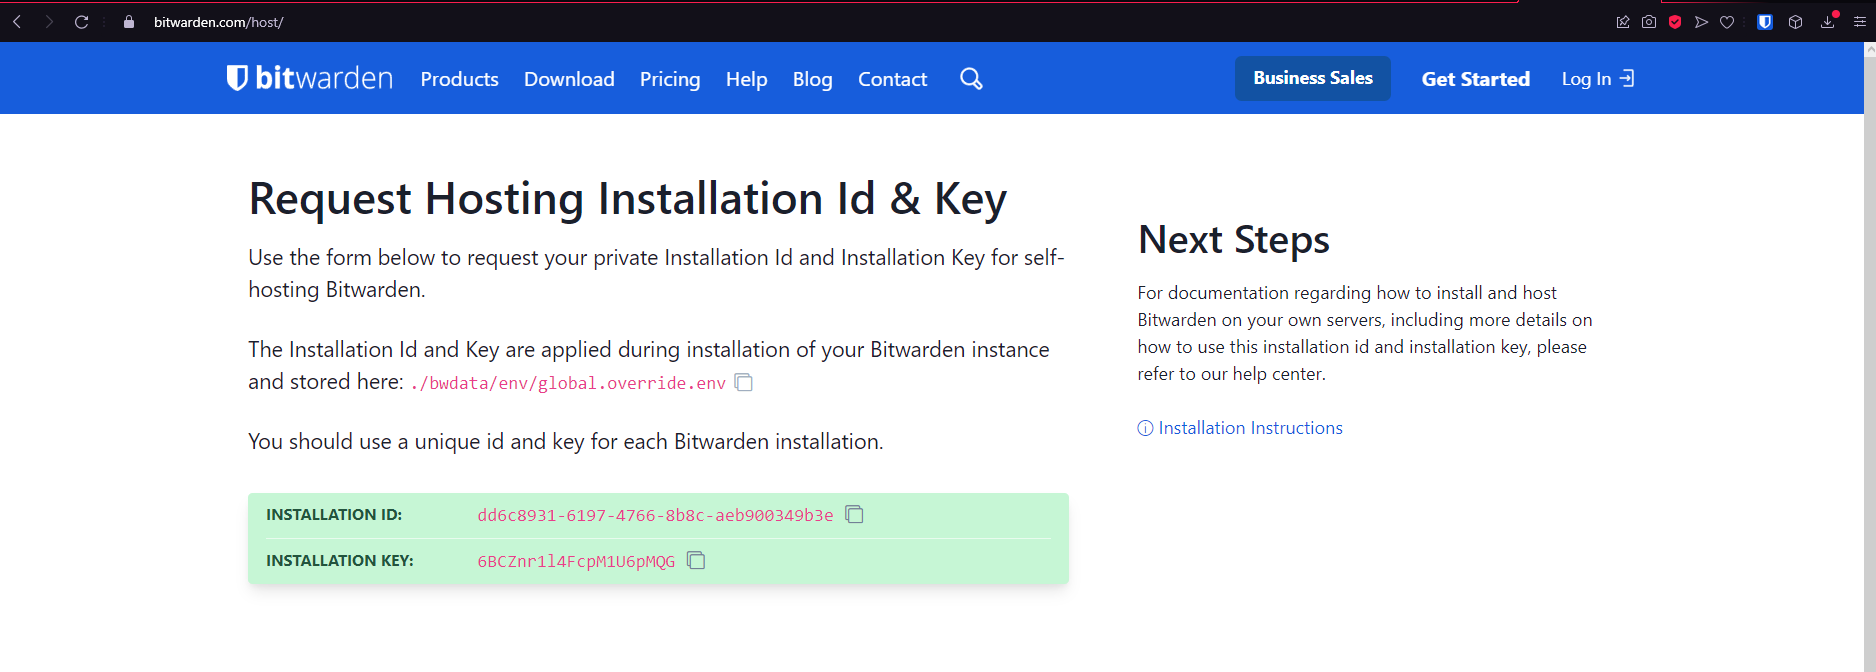 bitwarden.com/host/
bitwarden Products Download Pricing Help Blog Contact Business Sales Get Started Log In
Request Hosting Installation Id & Key
Use the form below to request your private Installation Id and Installation Key for self-
hosting Bitwarden.
The Installation Id and Key are applied during installation of your Bitwarden instance
and stored here: ./bwdata/env/global.override.env
You should use a unique id and key for each Bitwarden installation.
INSTALLATION ID: dd6c8931-6197-4766-8b8c-aeb900349b3e
INSTALLATION KEY: 6BCZnr1l4FcpM1U6pMQG
Next Steps
For documentation regarding how to install and host
Bitwarden on your own servers, including more details on
how to use this installation id and installation key, please
refer to our help center.
Installation Instructions